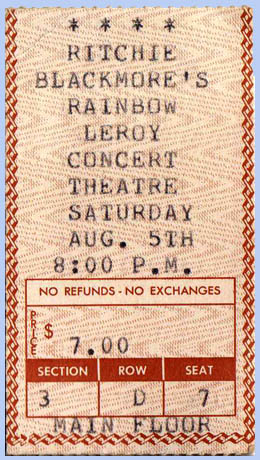 * * * *
RITCHIE
BLACKMORE'S
RAINBOW
LEROY
CONCERT
THEATRE
SATURDAY
AUG. 5TH
8:00 P.M.
NO REFUNDS - NO EXCHANGES
PRICE $ 7.00
SECTION ROW SEAT
3 D 7
MAIN FLOOR